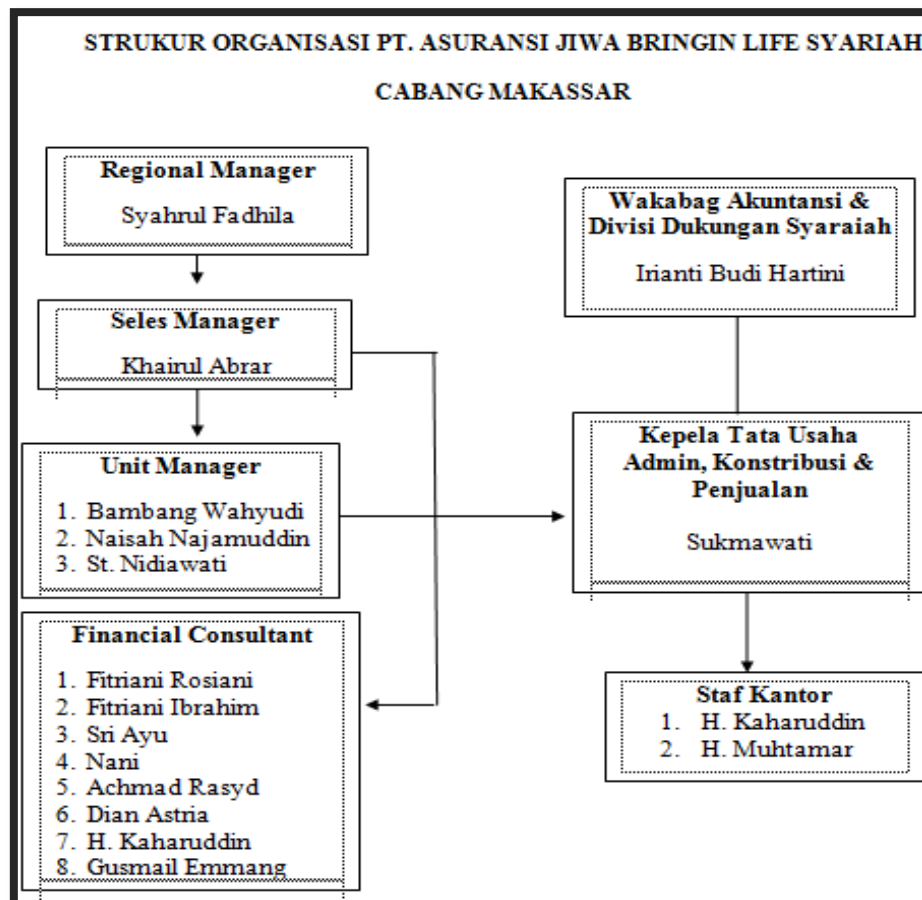 STRUKUR ORGANISASI PT. ASURANSI JIWA BRINGIN LIFE SYARIAH
CABANG MAKASSAR
Regional Manager
Syahrul Fadhila
Seles Manager
Khairul Abrar
Unit Manager
1. Bambang Wahyudi
2. Naisah Najamuddin
3. St. Nidiawati
Financial Consultant
1. Fitriani Rosiani
2. Fitriani Ibrahim
3. Sri Ayu
4. Nani
5. Achmad Rasyd
6. Dian Astria
7. H. Kaharuddin
8. Gusmail Emmang
Wakabag Akuntansi &
Divisi Dukungan Syaraiah
Irianti Budi Hartini
Kepela Tata Usaha
Admin, Konstribusi &
Penjualan
Sukmawati
Staf Kantor
1. H. Kaharuddin
2. H. Muhtamar